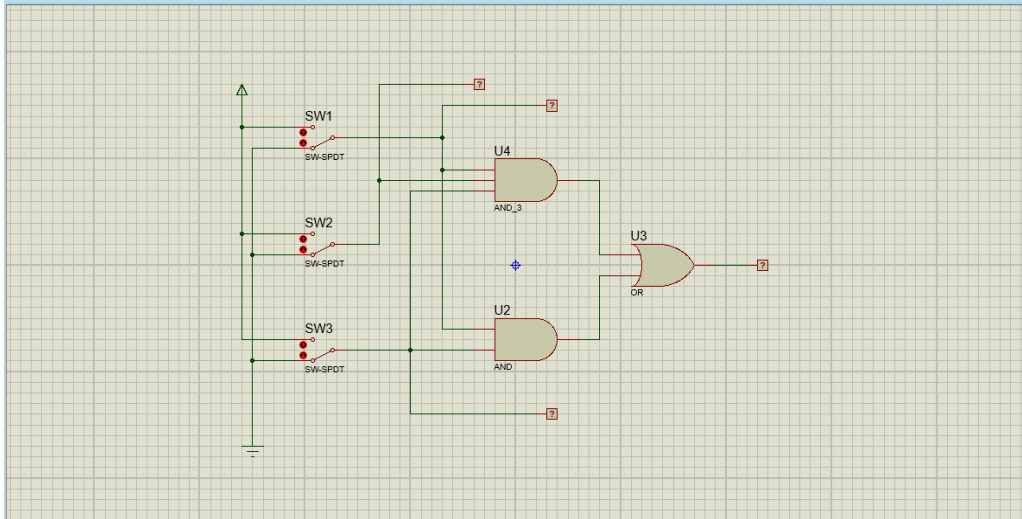 ?
?
SW1
SW-SPDT
U4
AND_3
SW2
SW-SPDT
U3
?
OR
U2
SW3
AND
SW-SPDT
?